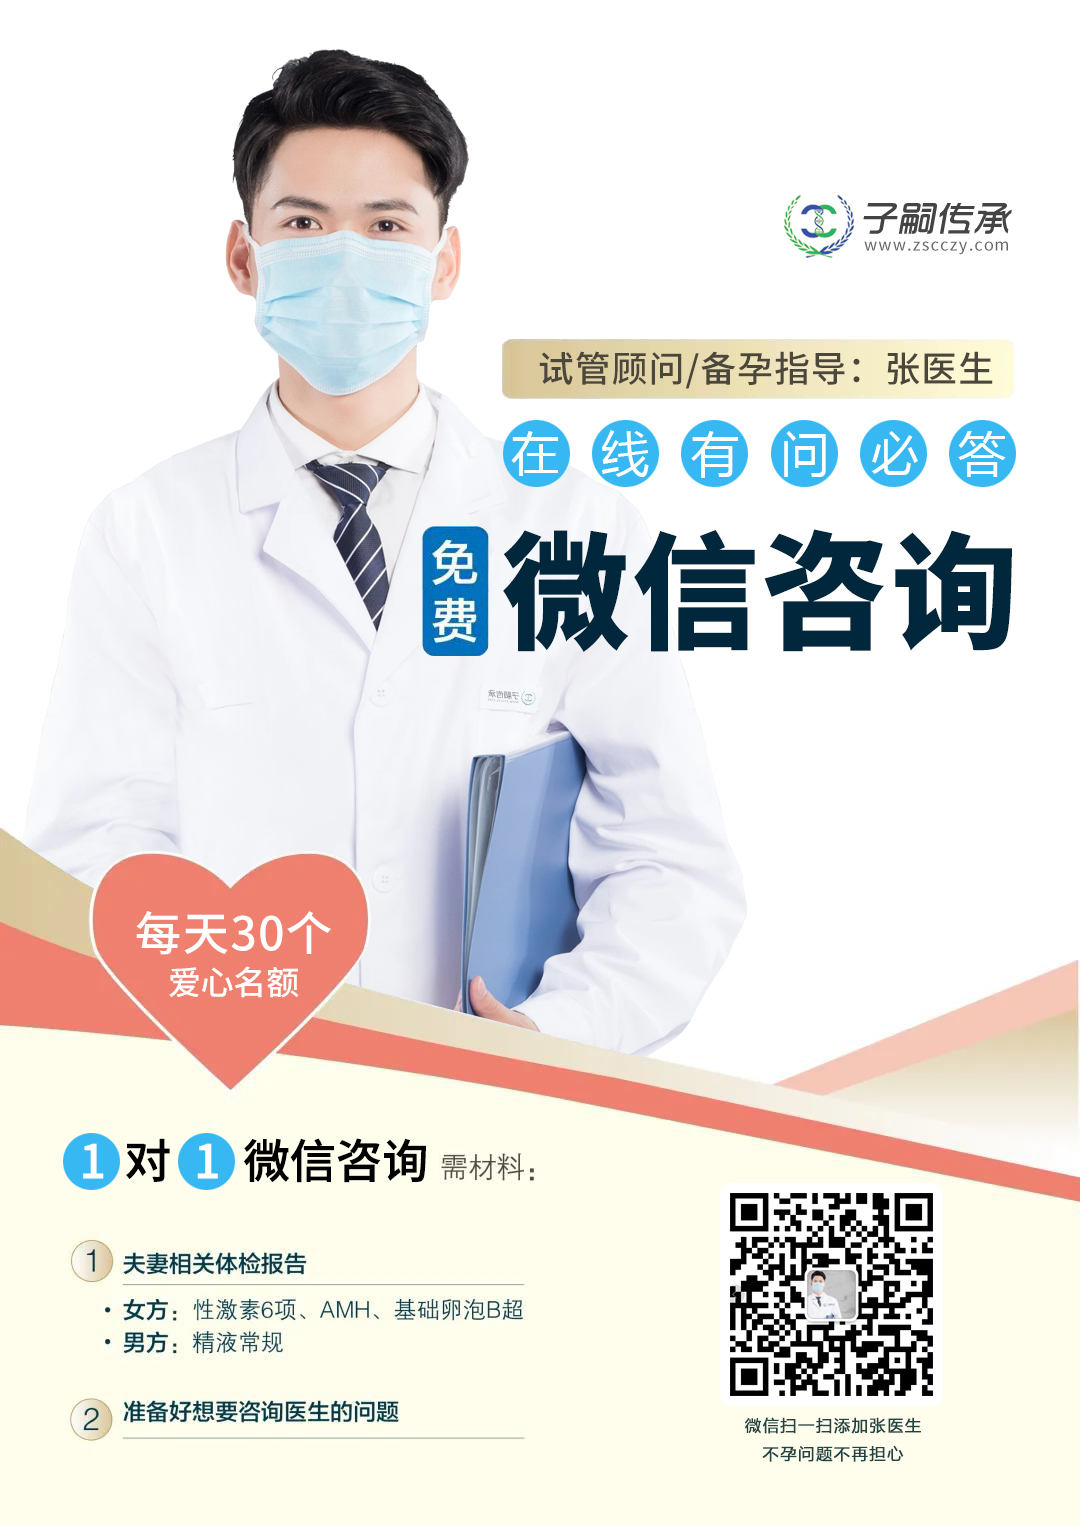 子嗣传承
www.zscczy.com
试管顾问/备孕指导：张医生
在线有问必答
免费
微信咨询
子嗣传承
每天30个
爱心名额
1对1微信咨询 需材料：
1 夫妻相关体检报告
· 女方：性激素6项、AMH、基础卵泡B超
· 男方：精液常规
2 准备好想要咨询医生的问题
微信扫一扫添加张医生
不孕问题不再担心